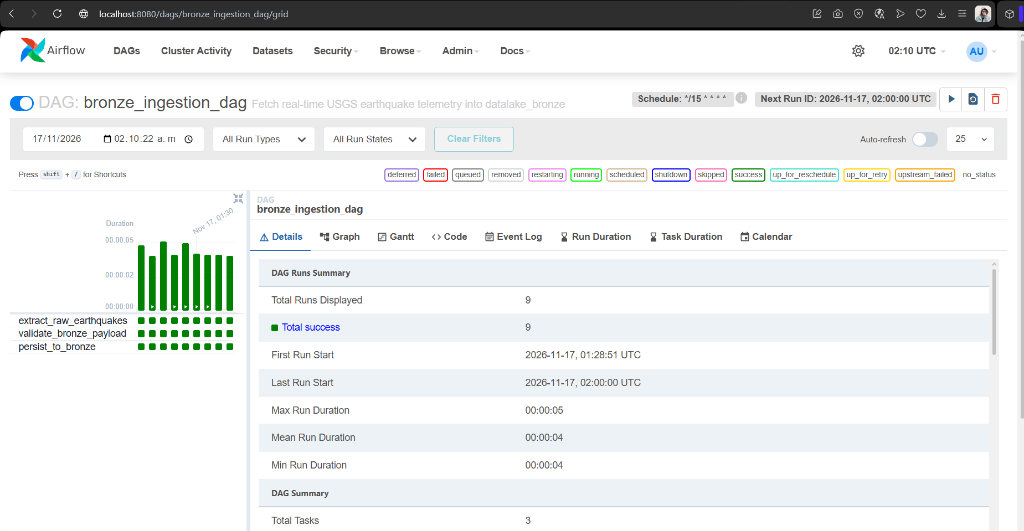 localhost:8080/dags/bronze_ingestion_dag/grid
Airflow DAGs Cluster Activity Datasets Security Browse Admin Docs 02:10 UTC AU
DAG: bronze_ingestion_dag Fetch real-time USGS earthquake telemetry into datalake_bronze Schedule: */15 * * * * Next Run ID: 2026-11-17, 02:00:00 UTC
17/11/2026 02:10:22 a. m All Run Types All Run States Clear Filters Auto-refresh 25
Press shift + / for Shortcuts deferred failed queued removed restarting running scheduled shutdown skipped success up_for_reschedule up_for_retry upstream_failed no_status
DAG
bronze_ingestion_dag
Nov 17, 01:30
Duration
00:00:05
00:00:02
00:00:00
extract_raw_earthquakes
validate_bronze_payload
persist_to_bronze
Details Graph Gantt <> Code Event Log Run Duration Task Duration Calendar
DAG Runs Summary
Total Runs Displayed 9
Total success 9
First Run Start 2026-11-17, 01:28:51 UTC
Last Run Start 2026-11-17, 02:00:00 UTC
Max Run Duration 00:00:05
Mean Run Duration 00:00:04
Min Run Duration 00:00:04
DAG Summary
Total Tasks 3